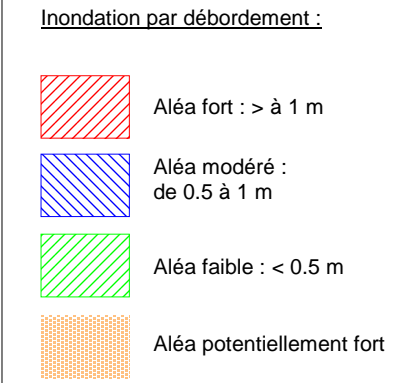 Inondation par débordement :
Aléa fort : > à 1 m
Aléa modéré :
de 0.5 à 1 m
Aléa faible : < 0.5 m
Aléa potentiellement fort